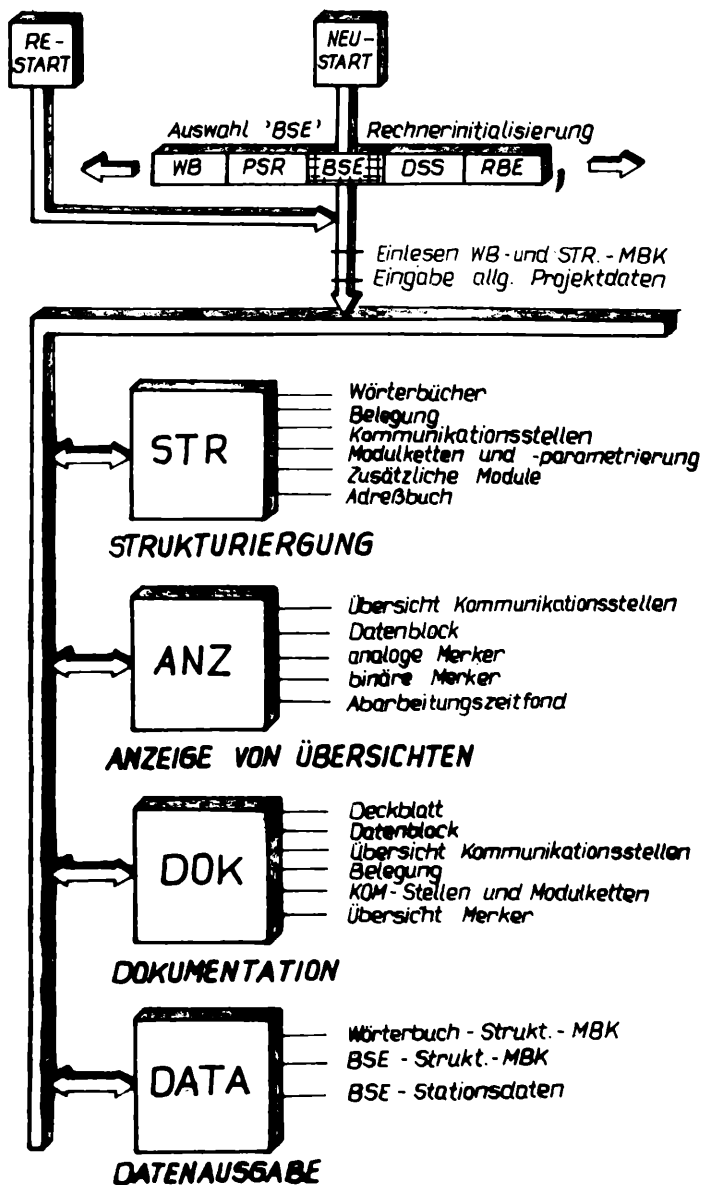 RE-
START
NEU-
START
Auswahl 'BSE' Rechnerinitialisierung
WB PSR BSE DSS RBE ,
Einlesen WB-und STR.-MBK
Eingabe allg. Projektdaten
STR
Wörterbücher
Belegung
Kommunikationsstellen
Modulketten und -parametrierung
Zusätzliche Module
Adreßbuch
STRUKTURIERGUNG
ANZ
Übersicht Kommunikationsstellen
Datenblock
analoge Merker
binäre Merker
Abarbeitungszeitfond
ANZEIGE VON ÜBERSICHTEN
DOK
Deckblatt
Datenblock
Übersicht Kommunikationsstellen
Belegung
KOM-Stellen und Modulketten
Übersicht Merker
DOKUMENTATION
DATA
Wörterbuch-Strukt.-MBK
BSE-Strukt.-MBK
BSE-Stationsdaten
DATENAUSGABE